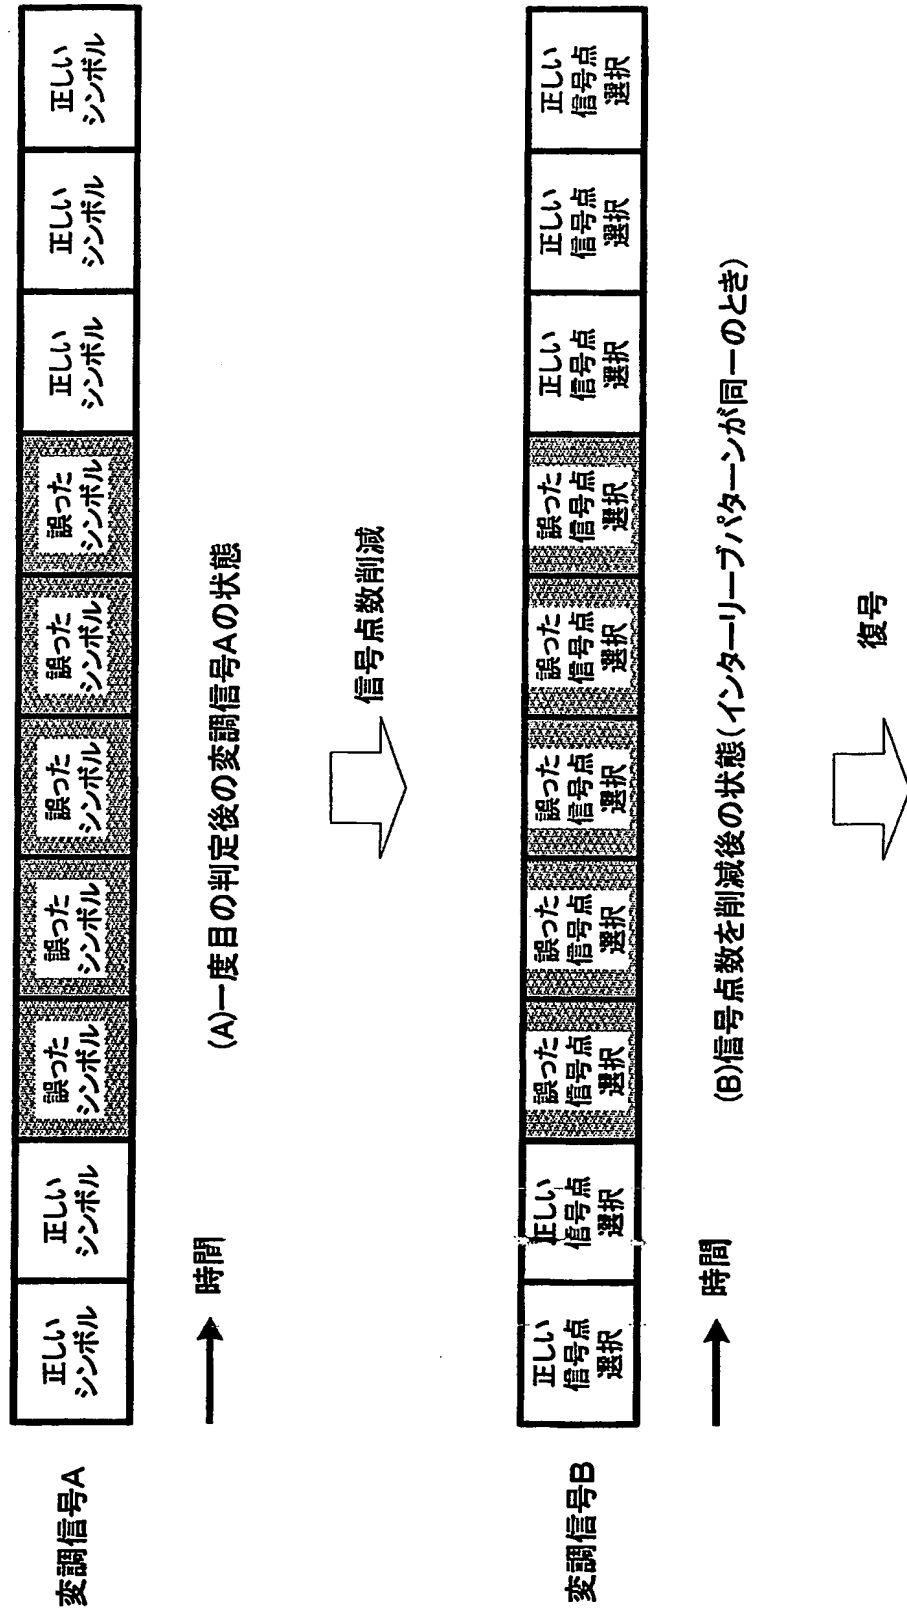 変調信号A
正しい
シンボル
正しい
シンボル
誤った
シンボル
誤った
シンボル
誤った
シンボル
誤った
シンボル
誤った
シンボル
正しい
シンボル
正しい
シンボル
正しい
シンボル
時間
(A)一度目の判定後の変調信号Aの状態
信号点数削減
変調信号B
正しい
信号点
選択
正しい
信号点
選択
誤った
信号点
選択
誤った
信号点
選択
誤った
信号点
選択
誤った
信号点
選択
誤った
信号点
選択
正しい
信号点
選択
正しい
信号点
選択
正しい
信号点
選択
時間
(B)信号点数を削減後の状態(インターリーブパターンが同一のとき)
復号